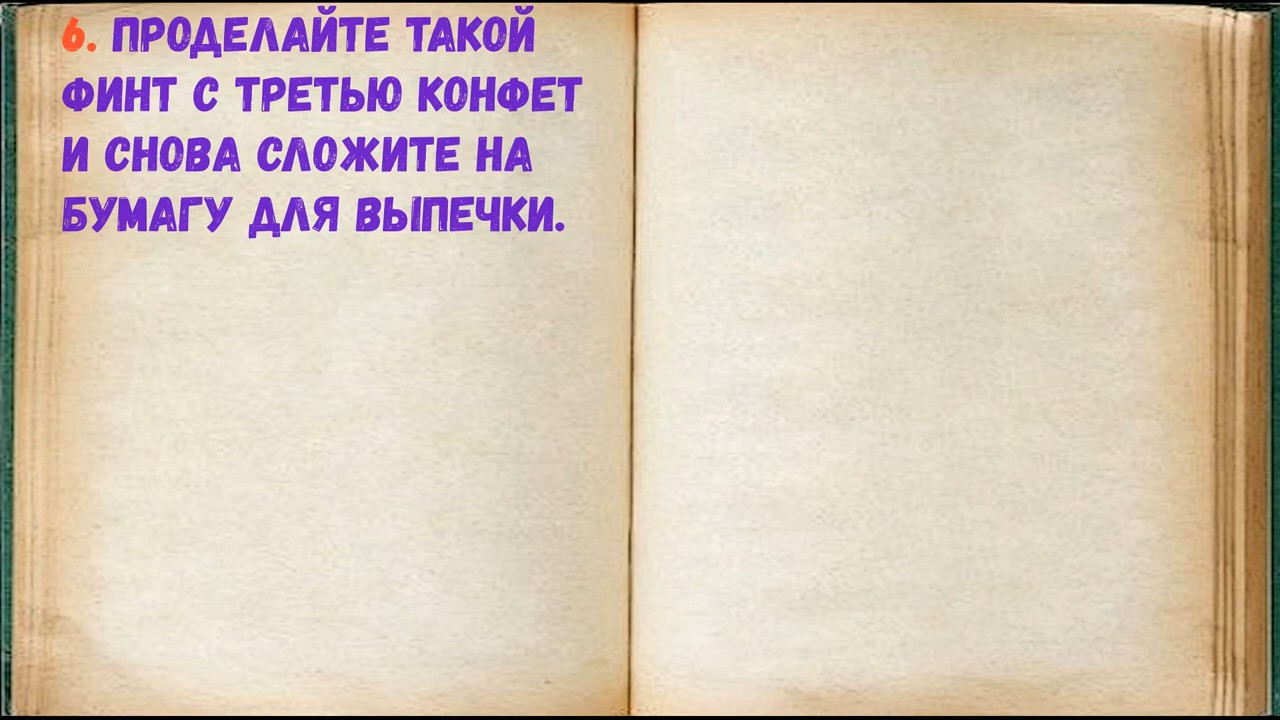 6. ПРОДЕЛАЙТЕ ТАКОЙ
ФИНТ С ТРЕТЬЮ КОНФЕТ
И СНОВА СЛОЖИТЕ НА
БУМАГУ ДЛЯ ВЫПЕЧКИ.